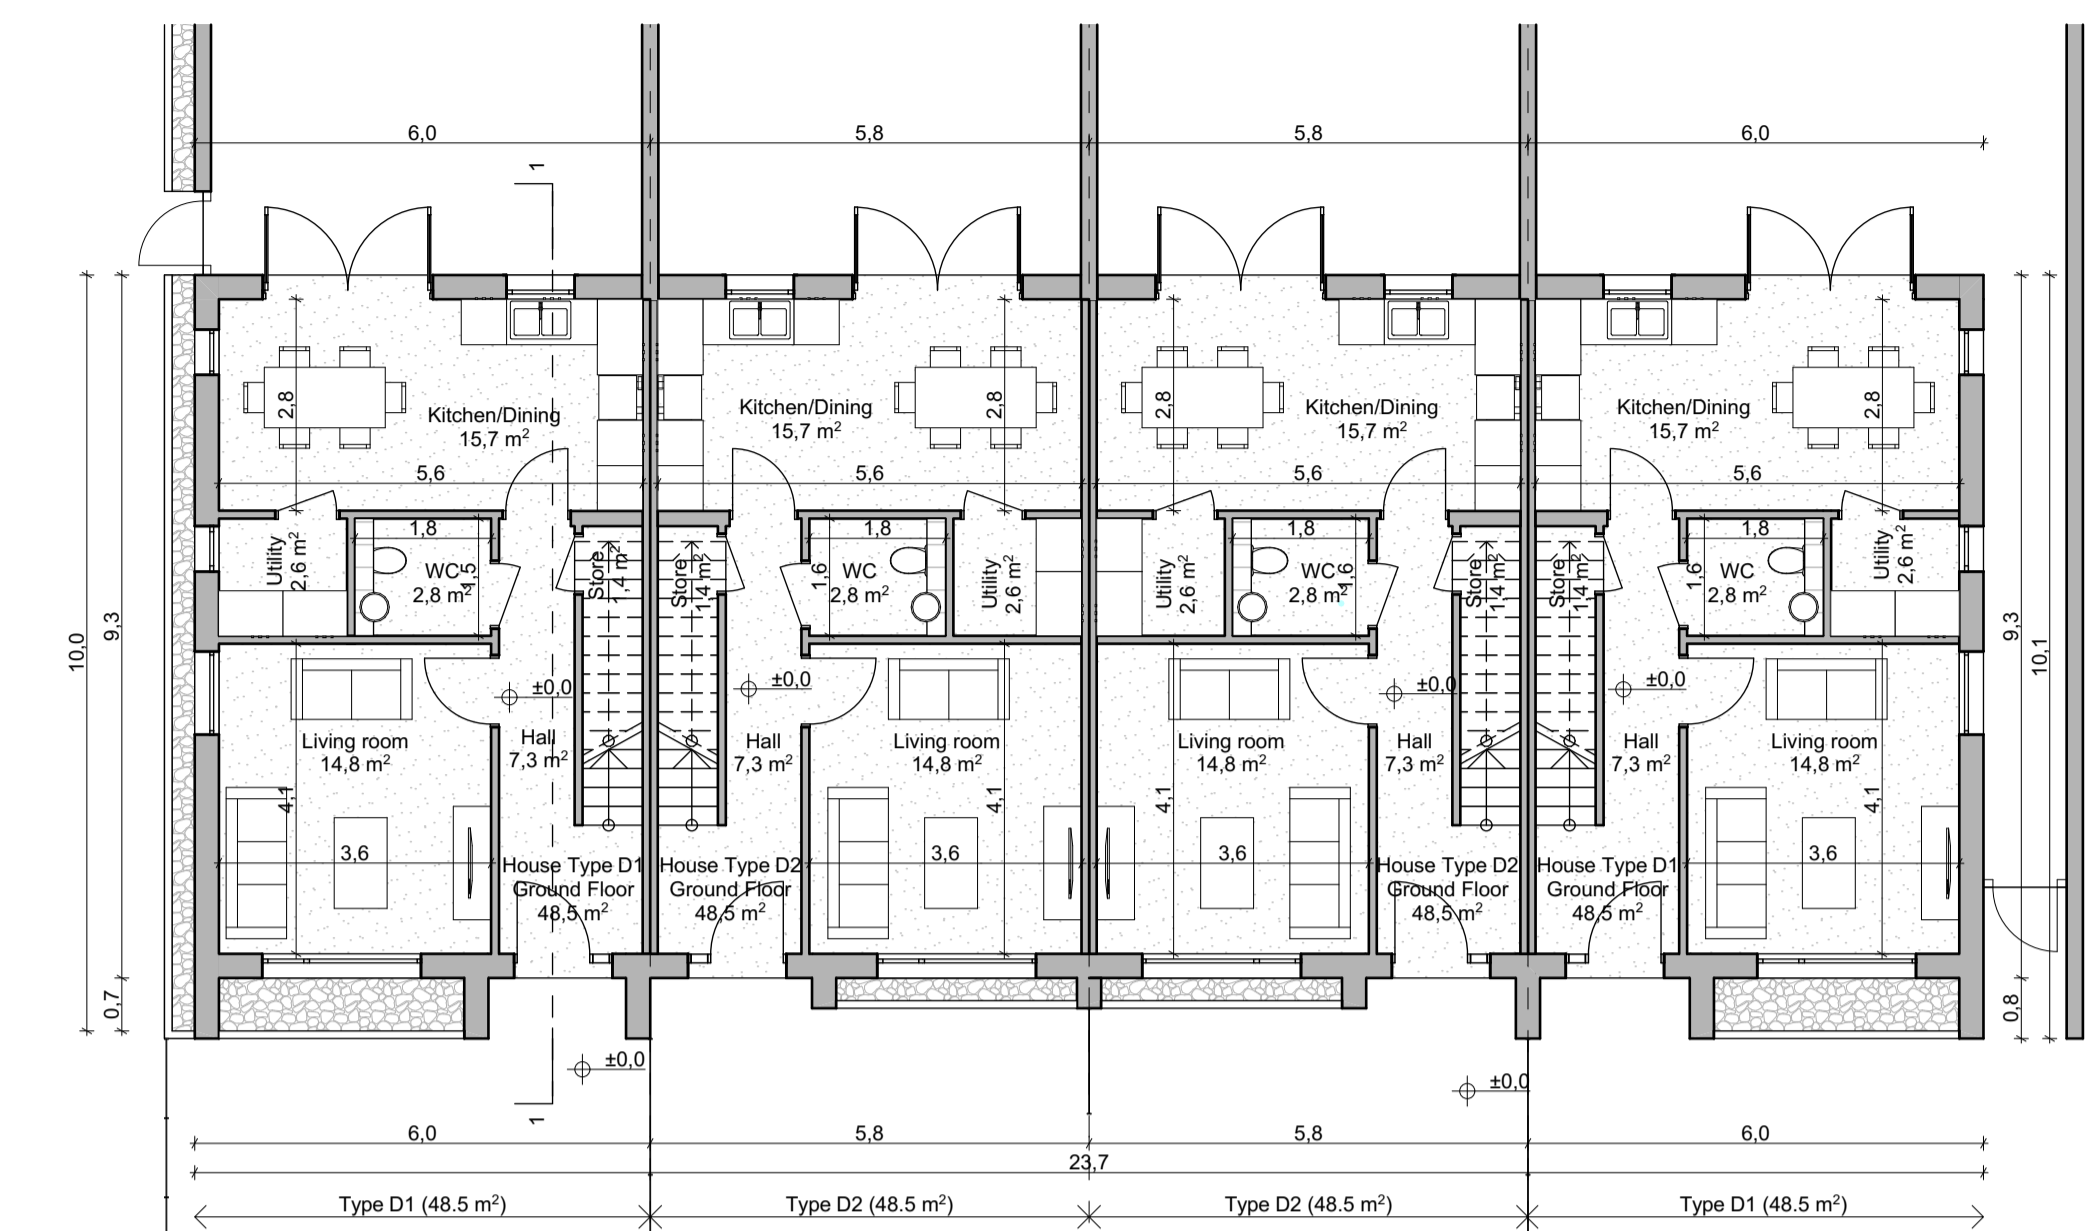 6,0
5,8
5,8
6,0
1
2,8
Kitchen/Dining
15,7 m²
5,6
Kitchen/Dining
15,7 m²
2,8
5,6
2,8
Kitchen/Dining
15,7 m²
5,6
Kitchen/Dining
15,7 m²
2,8
5,6
Utility
2,6 m²
1,8
WC
1,5
2,8 m²
Store
1,4 m²
Store
1,4 m²
1,8
1,6
WC
2,8 m²
Utility
2,6 m²
Utility
2,6 m²
1,8
WC
1,6
2,8 m²
Store
1,4 m²
Store
1,4 m²
1,8
1,6
WC
2,8 m²
Utility
2,6 m²
10,0
9,3
9,3
10,1
±0,0
±0,0
±0,0
±0,0
Living room
14,8 m²
Hall
7,3 m²
Hall
7,3 m²
Living room
14,8 m²
Living room
14,8 m²
Hall
7,3 m²
Hall
7,3 m²
Living room
14,8 m²
4,1
4,1
4,1
4,1
3,6
3,6
3,6
3,6
House Type D1
Ground Floor
48,5 m²
House Type D2
Ground Floor
48,5 m²
House Type D2
Ground Floor
48,5 m²
House Type D1
Ground Floor
48,5 m²
0,7
0,8
±0,0
±0,0
1
6,0
5,8
5,8
6,0
23,7
Type D1 (48.5 m²)
Type D2 (48.5 m²)
Type D2 (48.5 m²)
Type D1 (48.5 m²)